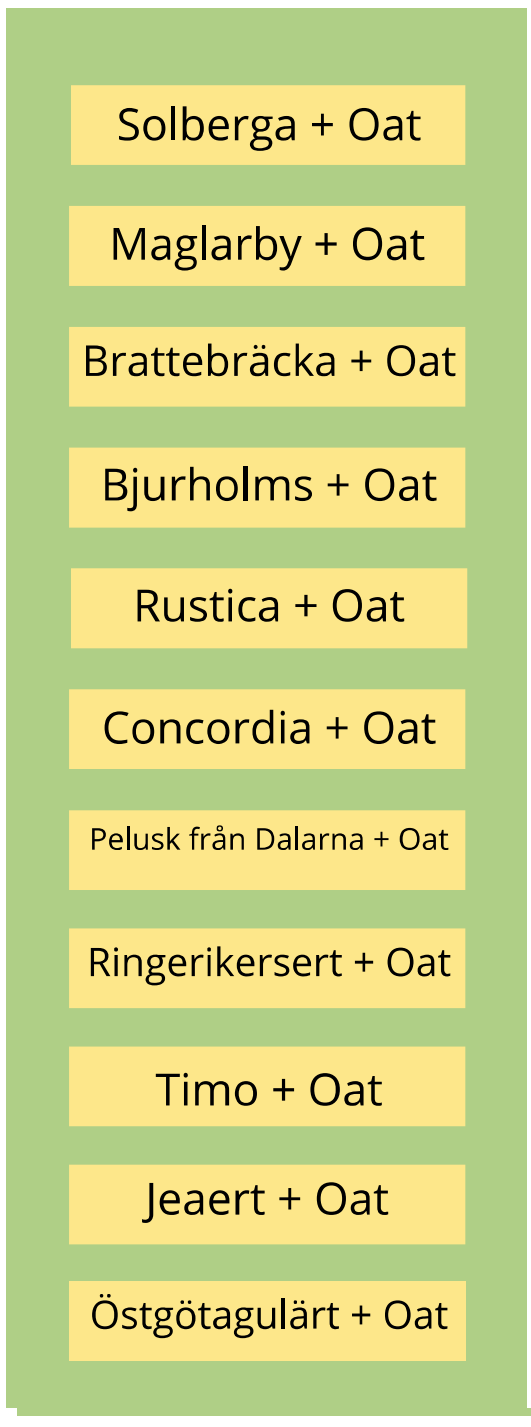 Solberga + Oat
Maglarby + Oat
Brattebräcka + Oat
Bjurholms + Oat
Rustica + Oat
Concordia + Oat
Pelusk från Dalarna + Oat
Ringerikersert + Oat
Timo + Oat
Jeaert + Oat
Östgötagulärt + Oat